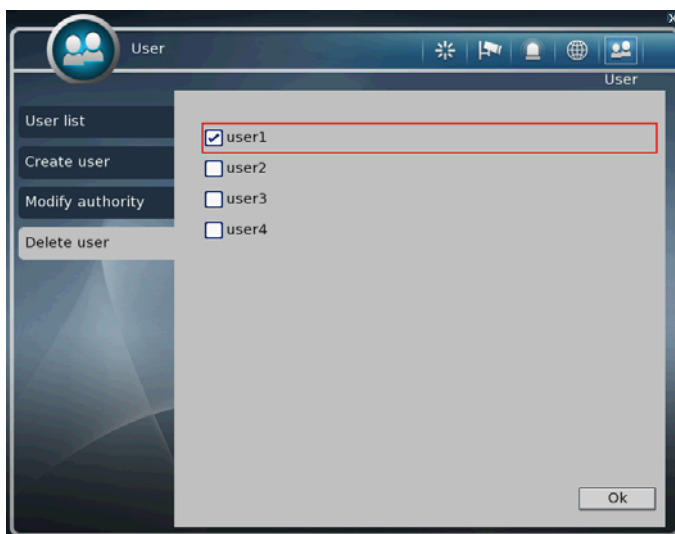 User
User
User list
Create user
Modify authority
Delete user
user1
user2
user3
user4
Ok